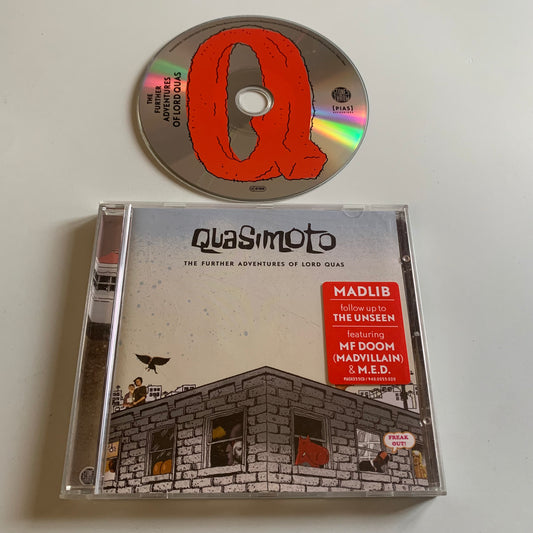 Q
THE
FURTHER
ADVENTURES
OF LORD QUAS
[PIAS]
QUASIMOTO
THE FURTHER ADVENTURES OF LORD QUAS
MADLIB
follow up to
THE UNSEEN
featuring
MF DOOM
(MADVILLAIN)
& M.E.D.
FREAK
OUT!